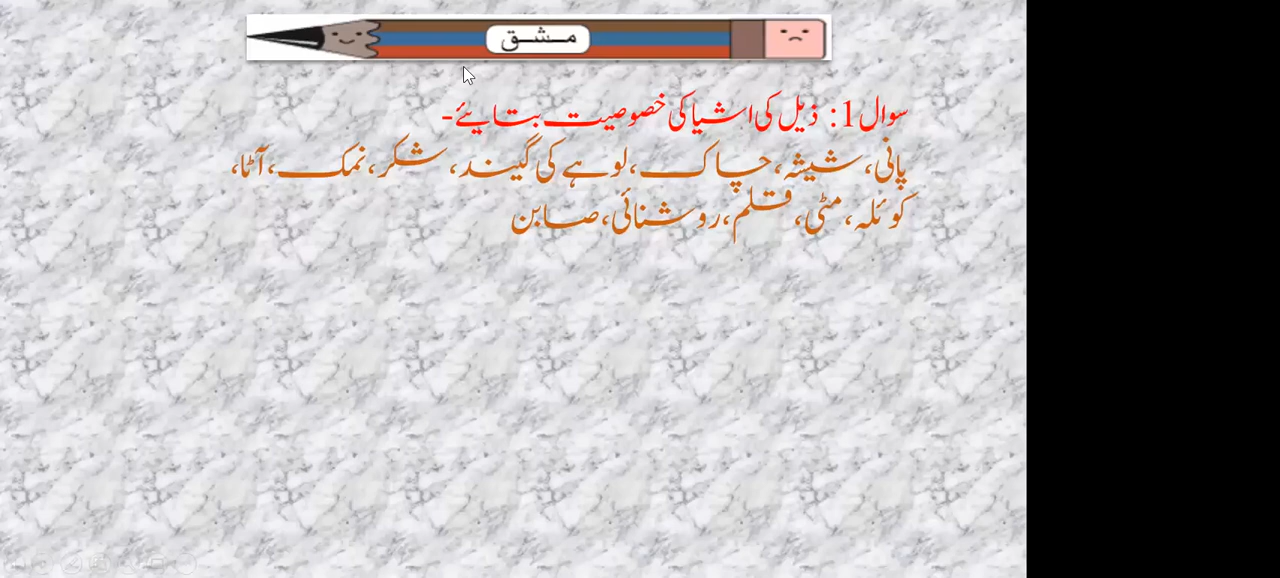 مشق
سوال 1: ذیل کی اشیا کی خصوصیت بتایئے-
پانی، شیشہ، چاک، لوہے کی گیند، شکر، نمک، آٹا،
کوئلہ، مٹی، قلم، روشنائی، صابن